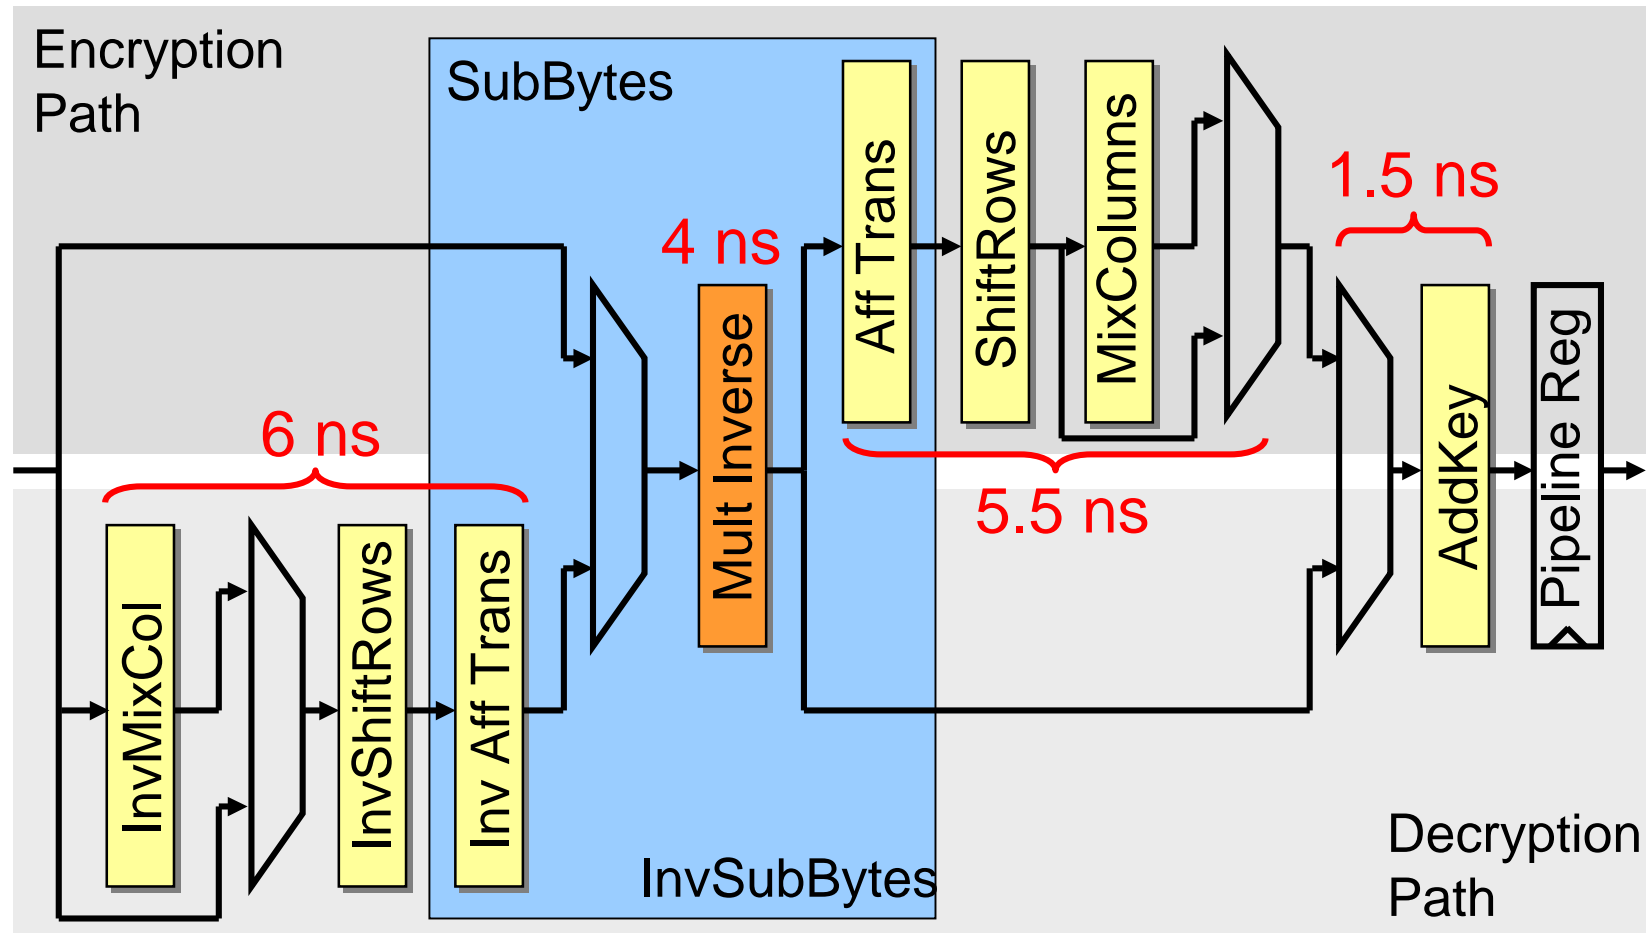 Encryption
Path
SubBytes
Aff Trans
ShiftRows
MixColumns
1.5 ns
4 ns
Mult Inverse
AddKey
Pipeline Reg
6 ns
5.5 ns
InvMixCol
InvShiftRows
Inv Aff Trans
InvSubBytes
Decryption
Path